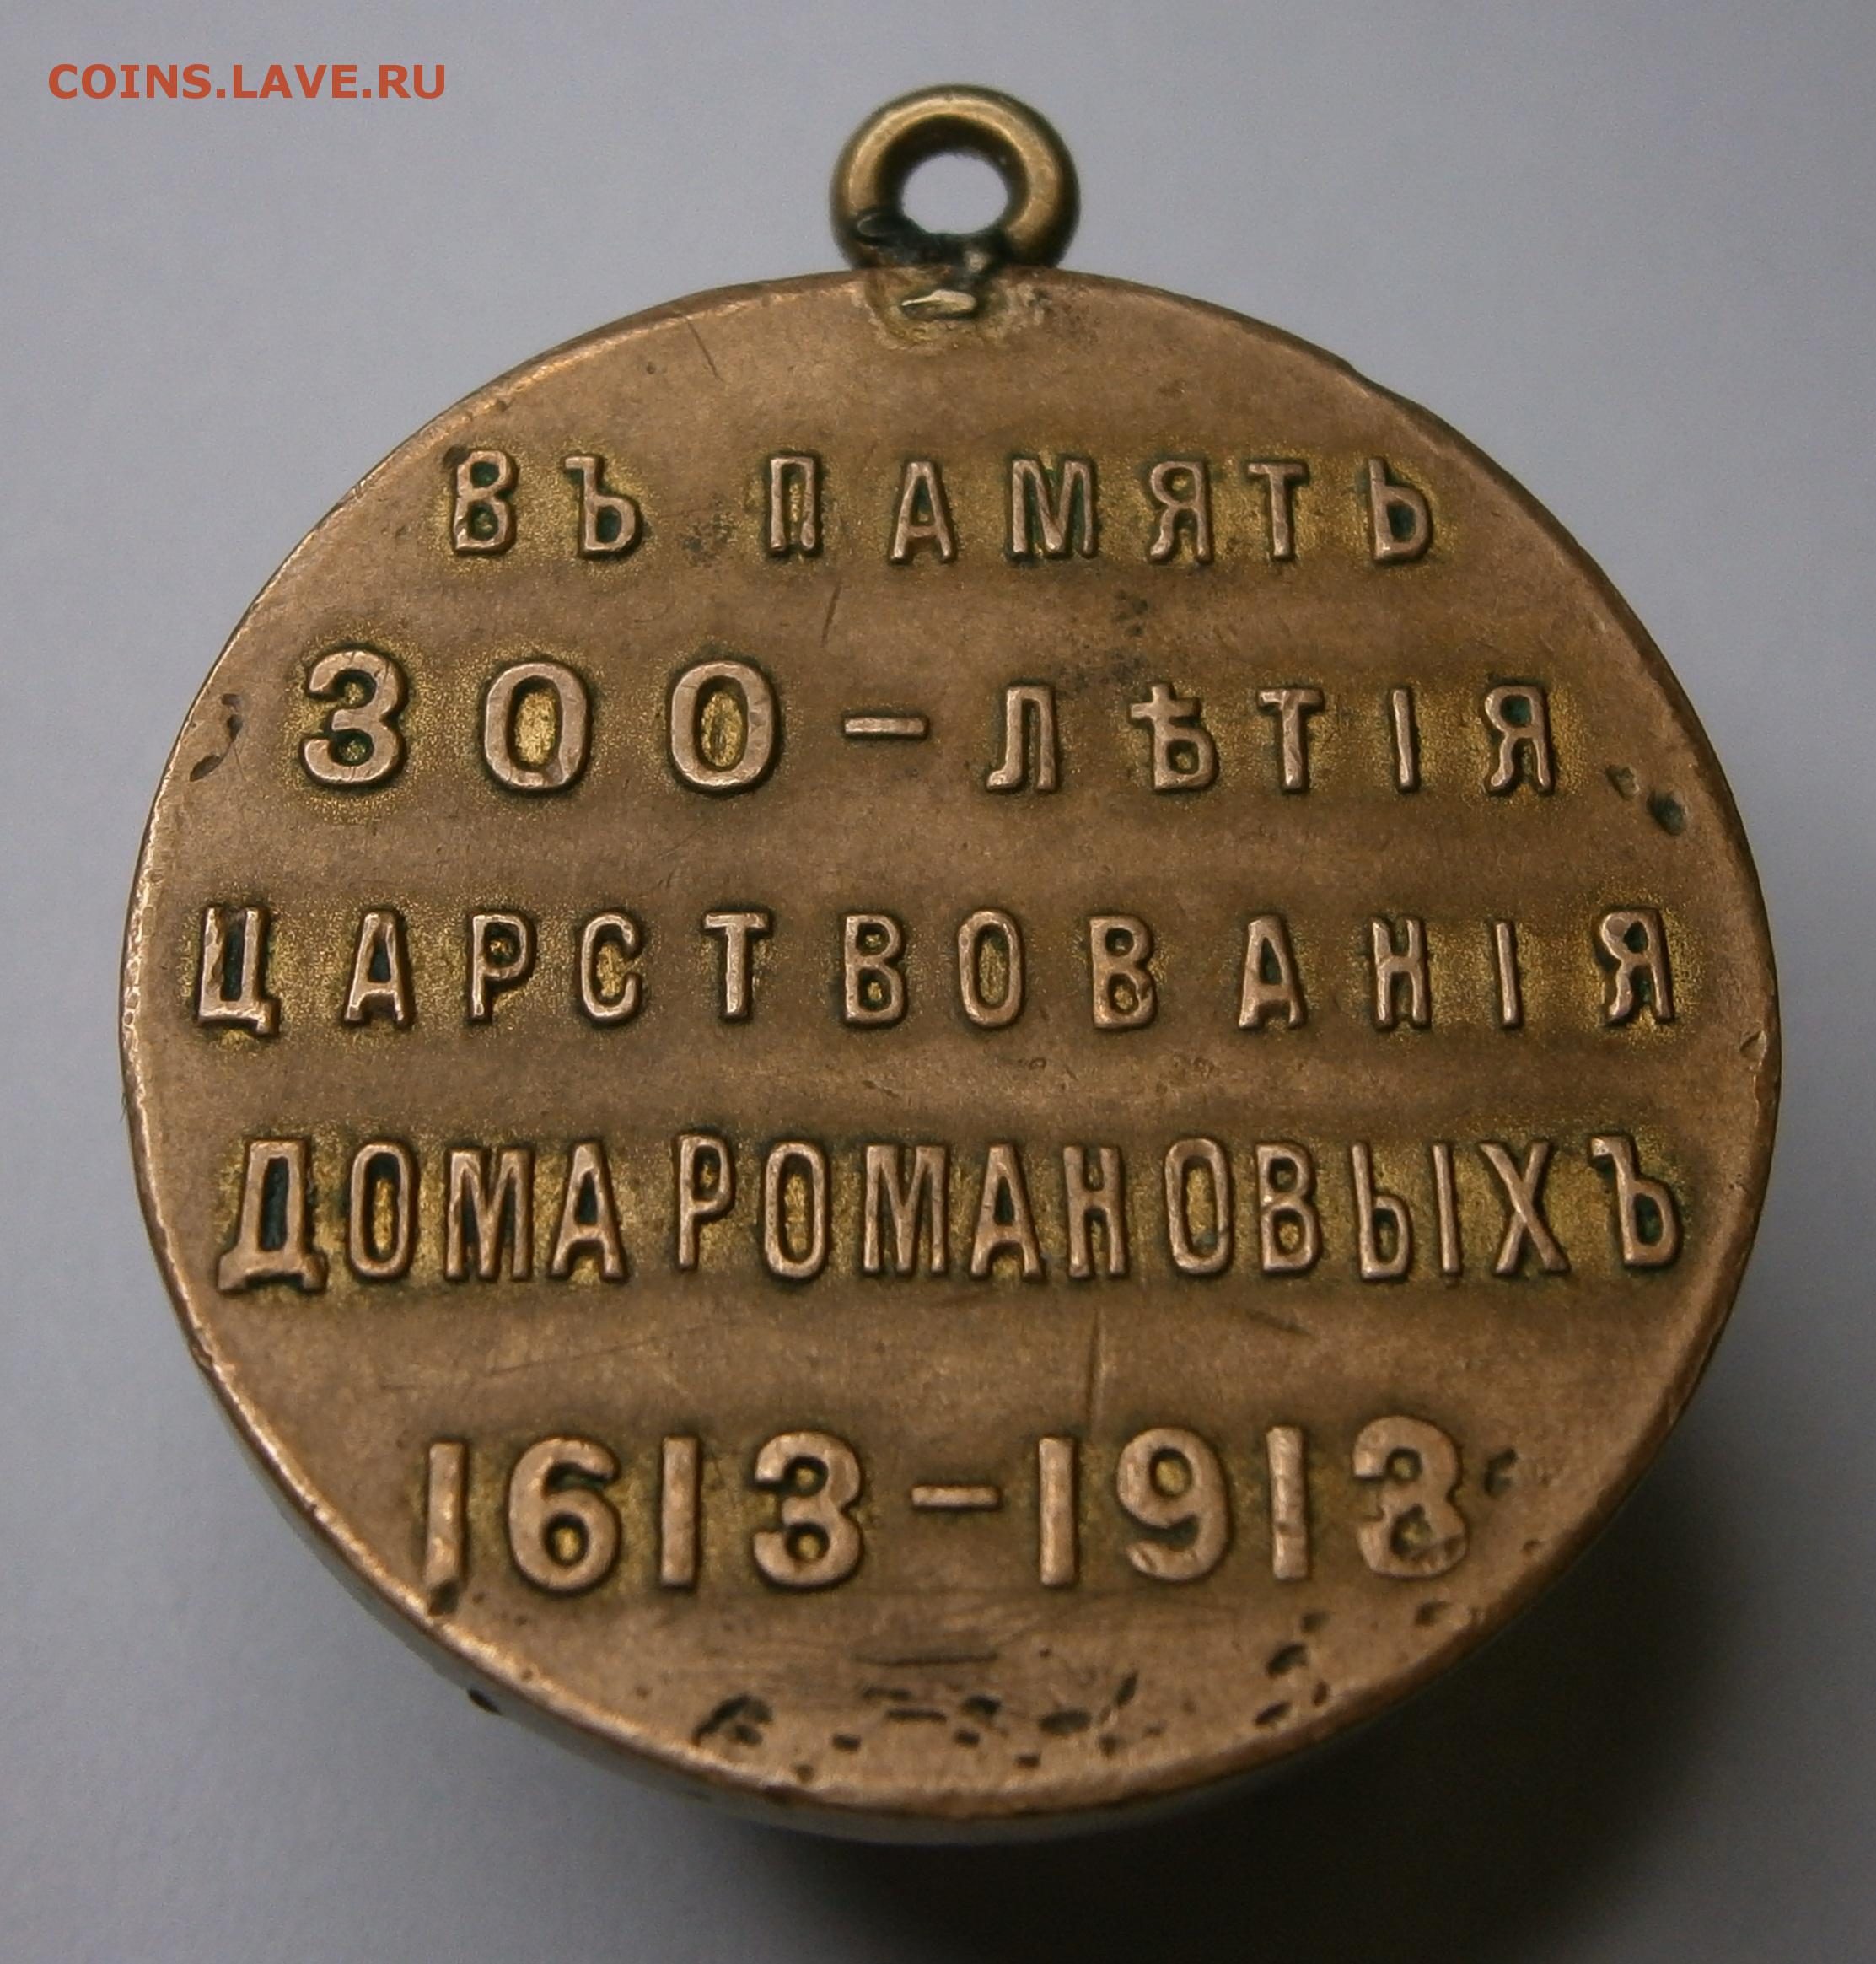 COINS.LAVE.RU
ВЪ ПАМЯТЬ
300-ЛѢТІЯ
ЦАРСТВОВАНІЯ
ДОМА РОМАНОВЫХЪ
1613-1913